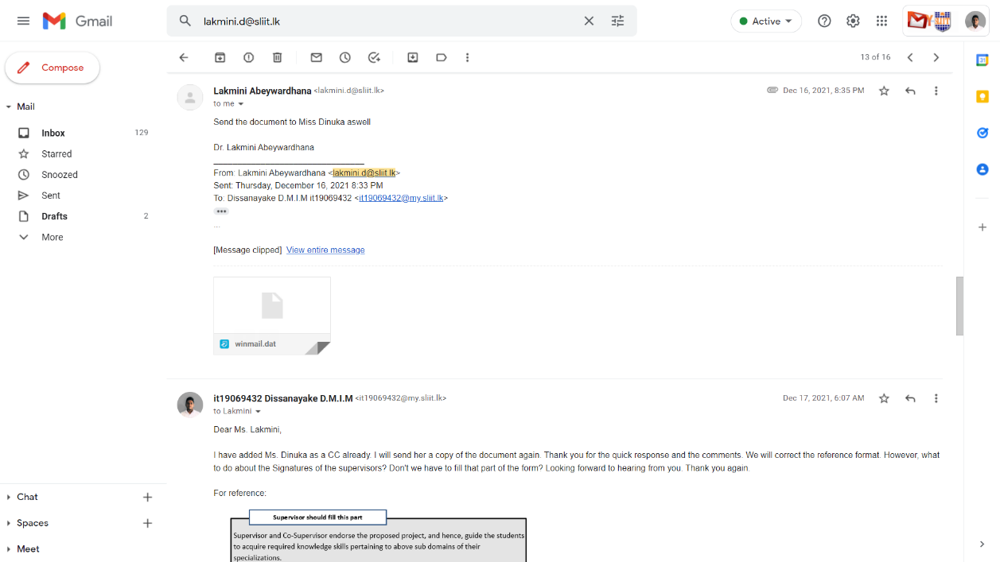 Gmail
lakmini.d@sliit.lk
Active
Compose
13 of 16
Mail
Inbox 129
Starred
Snoozed
Sent
Drafts 2
More
Chat
Spaces
Meet
Lakmini Abeywardhana <lakmini.d@sliit.lk>
Dec 16, 2021, 8:35 PM
to me
Send the document to Miss Dinuka aswell
Dr. Lakmini Abeywardhana
From: Lakmini Abeywardhana <lakmini.d@sliit.lk>
Sent: Thursday, December 16, 2021 8:33 PM
To: Dissanayake D.M.I.M it19069432 <it19069432@my.sliit.lk>
...
[Message clipped] View entire message
winmail.dat
it19069432 Dissanayake D.M.I.M <it19069432@my.sliit.lk>
Dec 17, 2021, 6:07 AM
to Lakmini
Dear Ms. Lakmini,
I have added Ms. Dinuka as a CC already. I will send her a copy of the document again. Thank you for the quick response and the comments. We will correct the reference format. However, what
to do about the Signatures of the supervisors? Don't we have to fill that part of the form? Looking forward to hearing from you. Thank you again.
For reference:
Supervisor should fill this part
Supervisor and Co-Supervisor endorse the proposed project, and hence, guide the students
to acquire required knowledge skills pertaining to above sub domains of their
specializations.
31